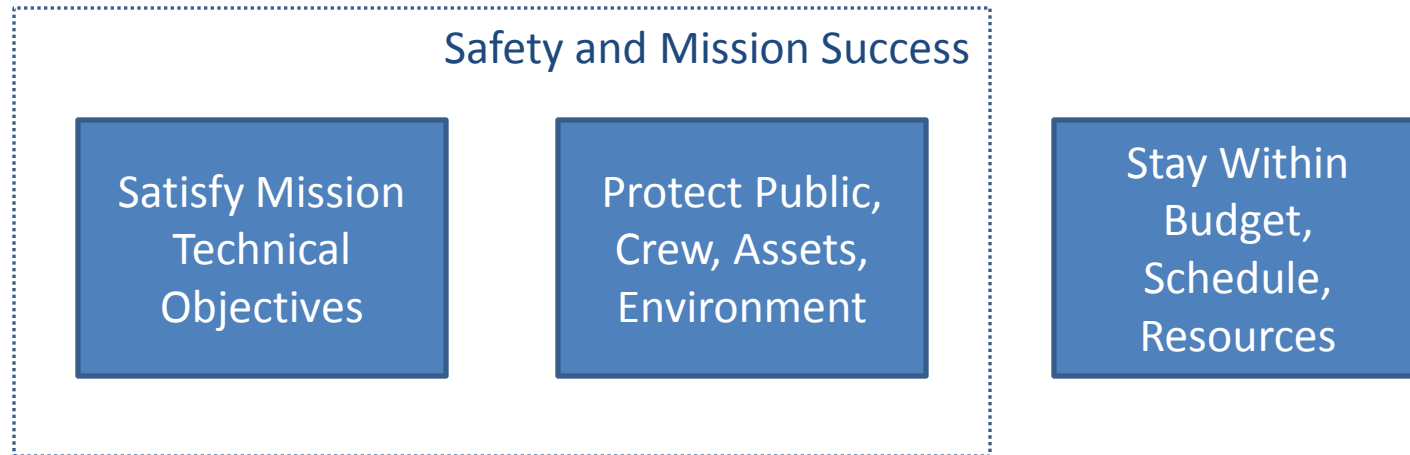 Safety and Mission Success
Satisfy Mission
Technical
Objectives
Protect Public,
Crew, Assets,
Environment
Stay Within
Budget,
Schedule,
Resources